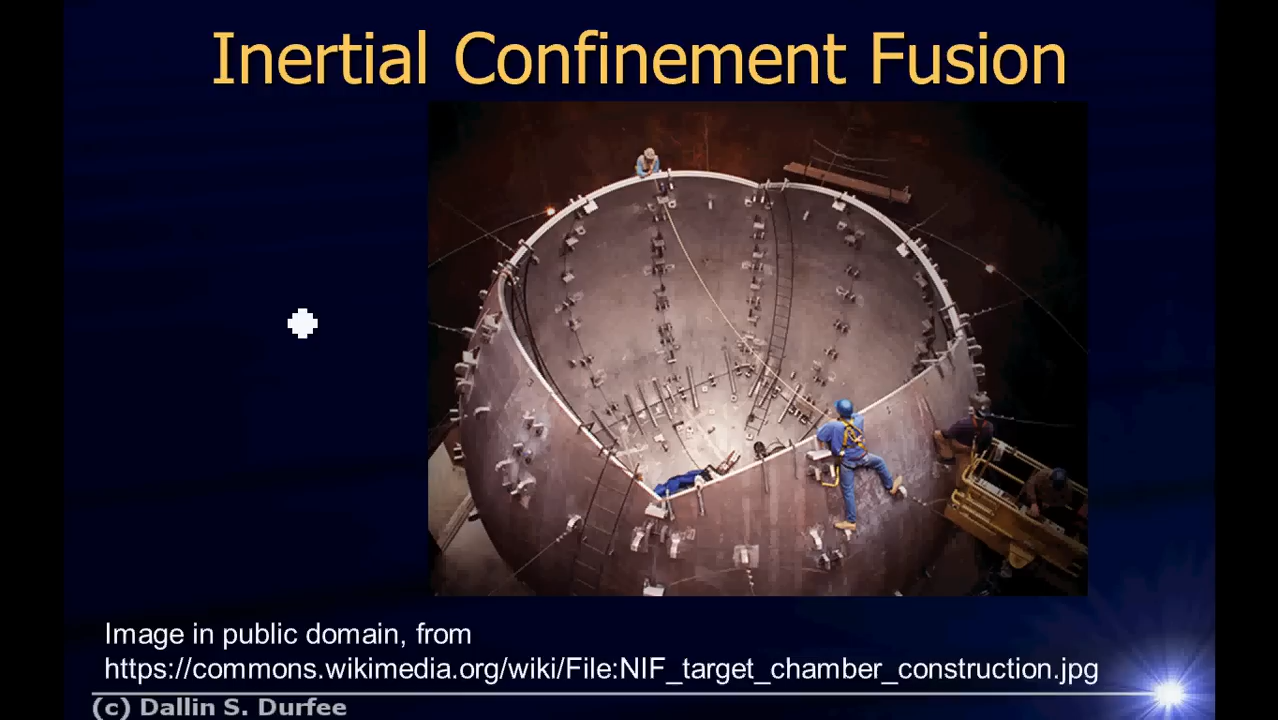 Inertial Confinement Fusion
Image in public domain, from
https://commons.wikimedia.org/wiki/File:NIF_target_chamber_construction.jpg
(c) Dallin S. Durfee